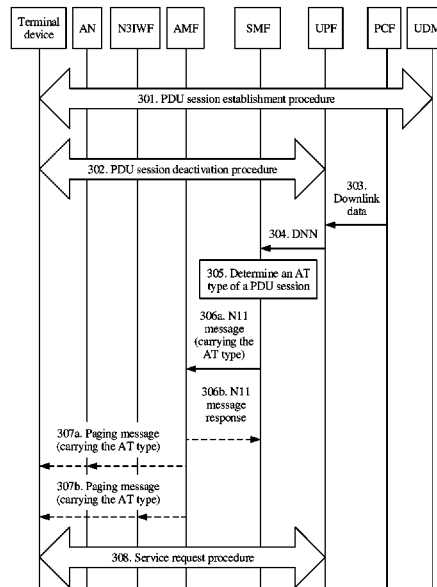 Terminal
device
AN
N3IWF
AMF
SMF
UPF
PCF
UDM
301. PDU session establishment procedure
302. PDU session deactivation procedure
303.
Downlink
data
304. DNN
305. Determine an AT
type of a PDU session
306a. N11
message
(carrying the
AT type)
306b. N11
message
response
307a. Paging message
(carrying the AT type)
307b. Paging message
(carrying the AT type)
308. Service request procedure